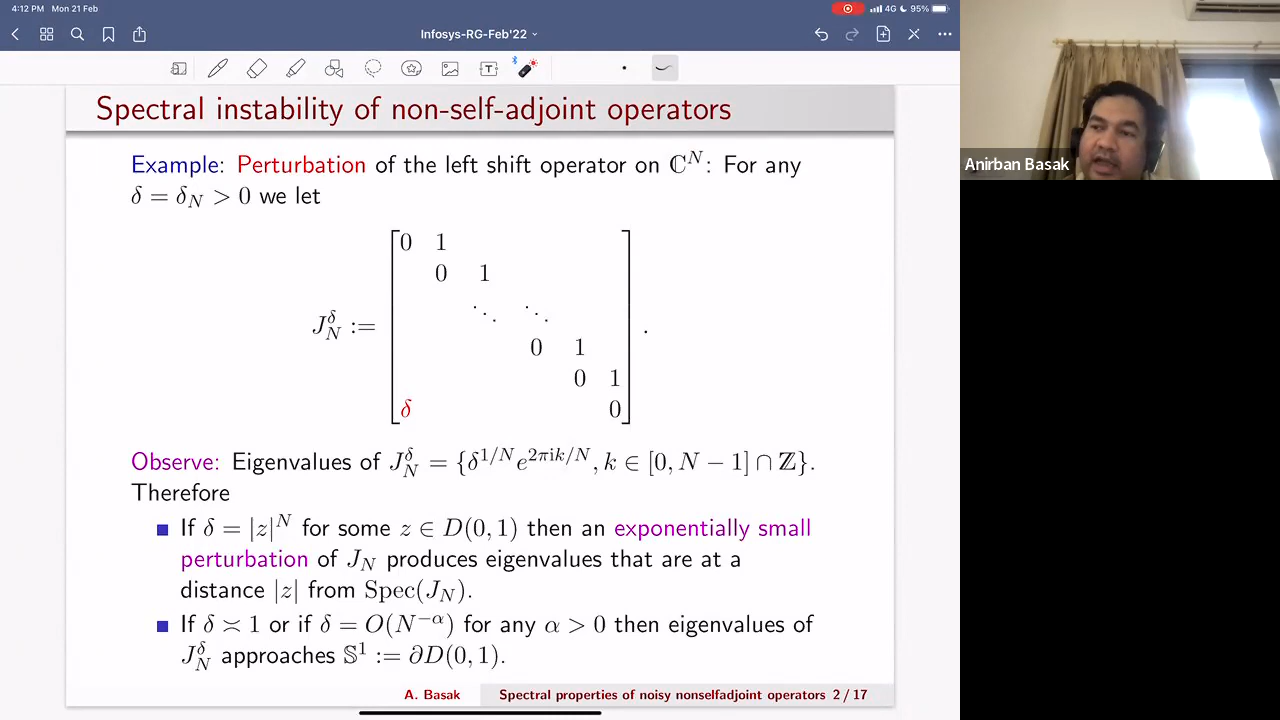 4:12 PM Mon 21 Feb
4G 95%
Infosys-RG-Feb'22
Spectral instability of non-self-adjoint operators
Example: Perturbation of the left shift operator on ℂ^N: For any
δ = δ_N > 0 we let
0 1
0 1
⋱ ⋱
J_N^δ := .
0 1
0 1
δ 0
Observe: Eigenvalues of J_N^δ = {δ^{1/N} e^{2πik/N}, k ∈ [0, N − 1] ∩ ℤ}.
Therefore
If δ = |z|^N for some z ∈ D(0, 1) then an exponentially small
perturbation of J_N produces eigenvalues that are at a
distance |z| from Spec(J_N).
If δ ≍ 1 or if δ = O(N^{−α}) for any α > 0 then eigenvalues of
J_N^δ approaches 𝕊^1 := ∂D(0, 1).
A. Basak Spectral properties of noisy nonselfadjoint operators 2 / 17
Anirban Basak